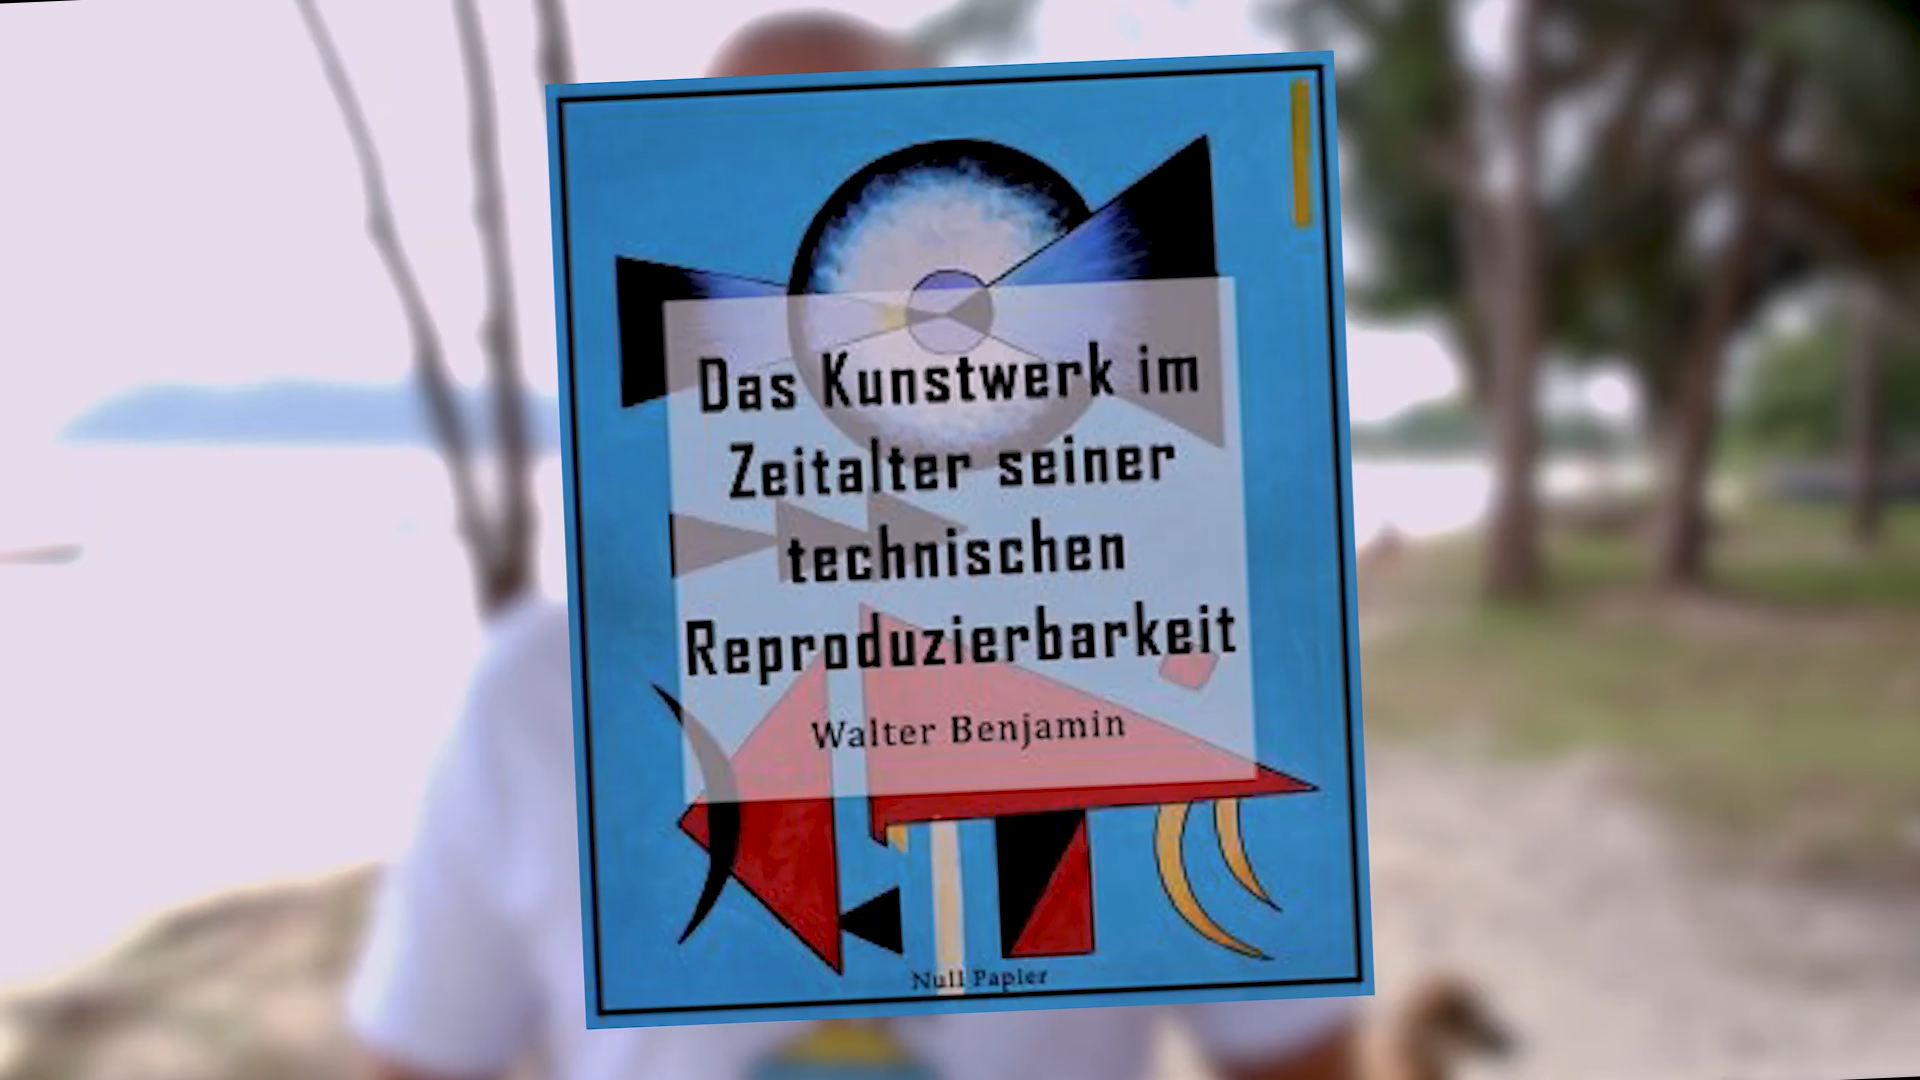 Das Kunstwerk im
Zeitalter seiner
technischen
Reproduzierbarkeit
Walter Benjamin
Null Papier